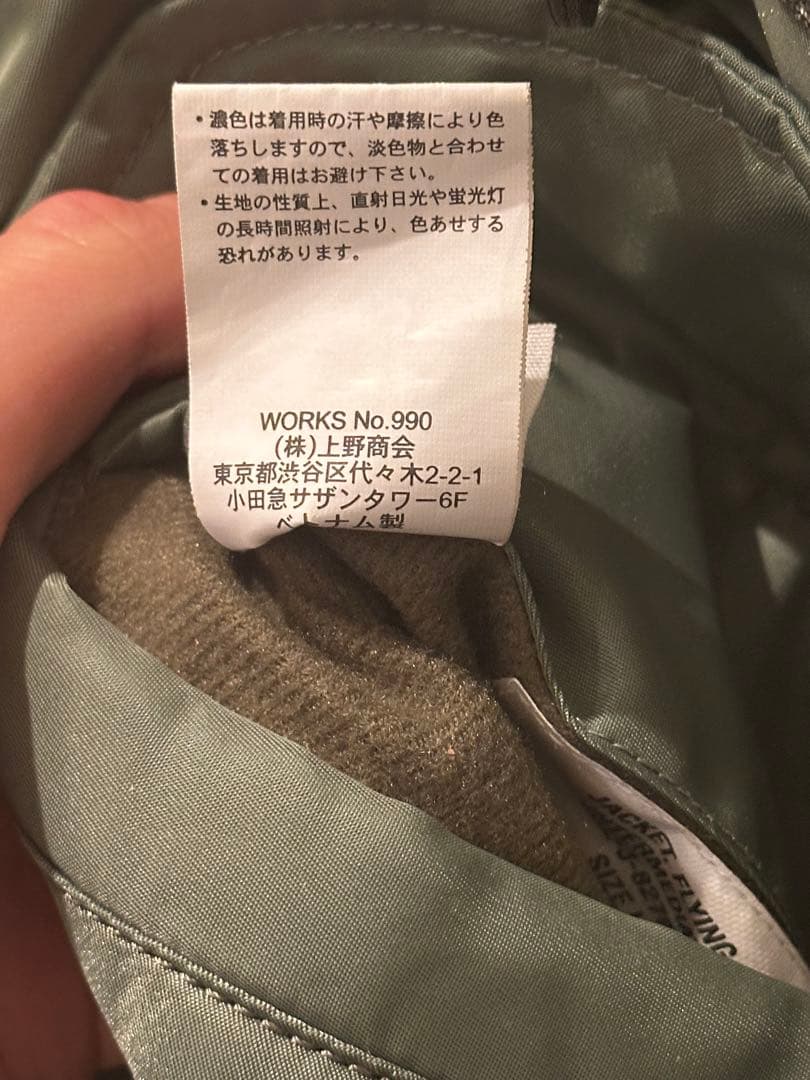 ・濃色は着用時の汗や摩擦により色
落ちしますので、淡色物と合わせ
ての着用はお避け下さい。
・生地の性質上、直射日光や蛍光灯
の長時間照射により、色あせする
恐れがあります。
WORKS No.990
(株)上野商会
東京都渋谷区代々木2-2-1
小田急サザンタワー6F
ベトナム製
JACKET, FLYING
SIZE